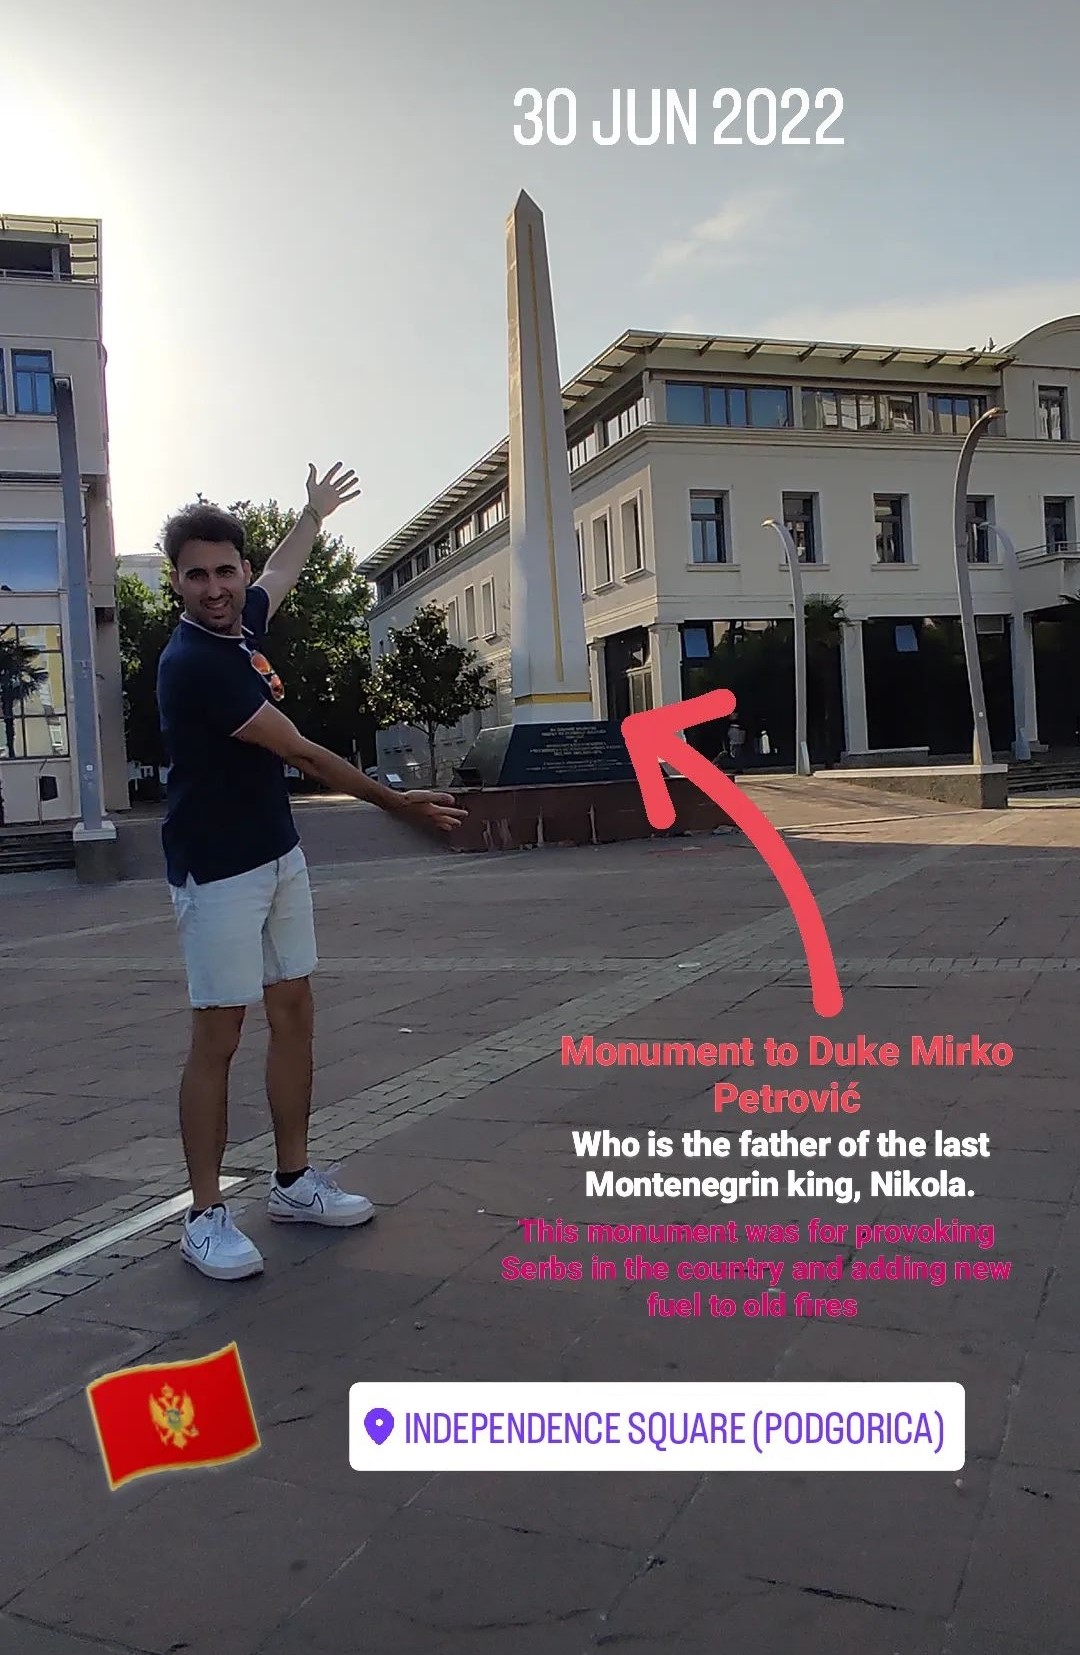 30 JUN 2022
Monument to Duke Mirko
Petrović
Who is the father of the last
Montenegrin king, Nikola.
This monument was for provoking
Serbs in the country and adding new
fuel to old fires
INDEPENDENCE SQUARE (PODGORICA)